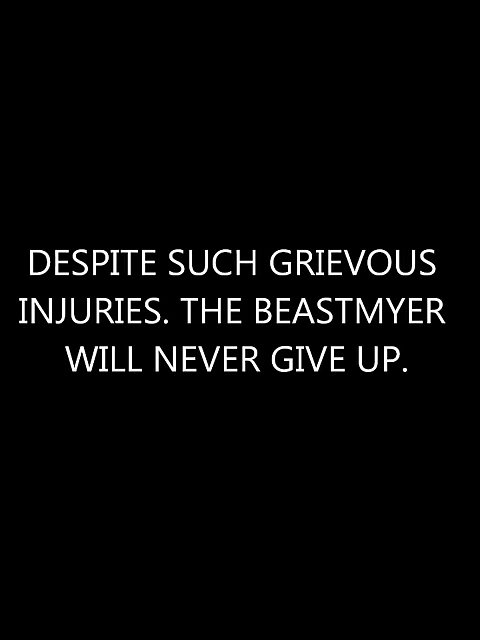 DESPITE SUCH GRIEVOUS
INJURIES. THE BEASTMYER
WILL NEVER GIVE UP.